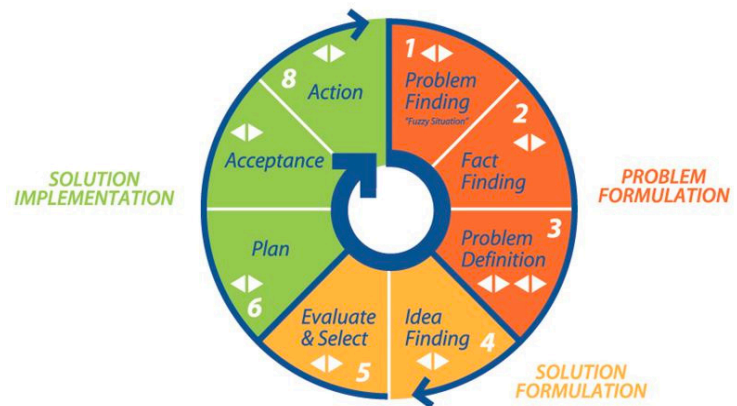 1
Problem
Finding
"Fuzzy Situation"
2
Fact
Finding
3
Problem
Definition
PROBLEM
FORMULATION
4
Idea
Finding
SOLUTION
FORMULATION
5
Evaluate
& Select
6
Plan
Acceptance
SOLUTION
IMPLEMENTATION
8
Action